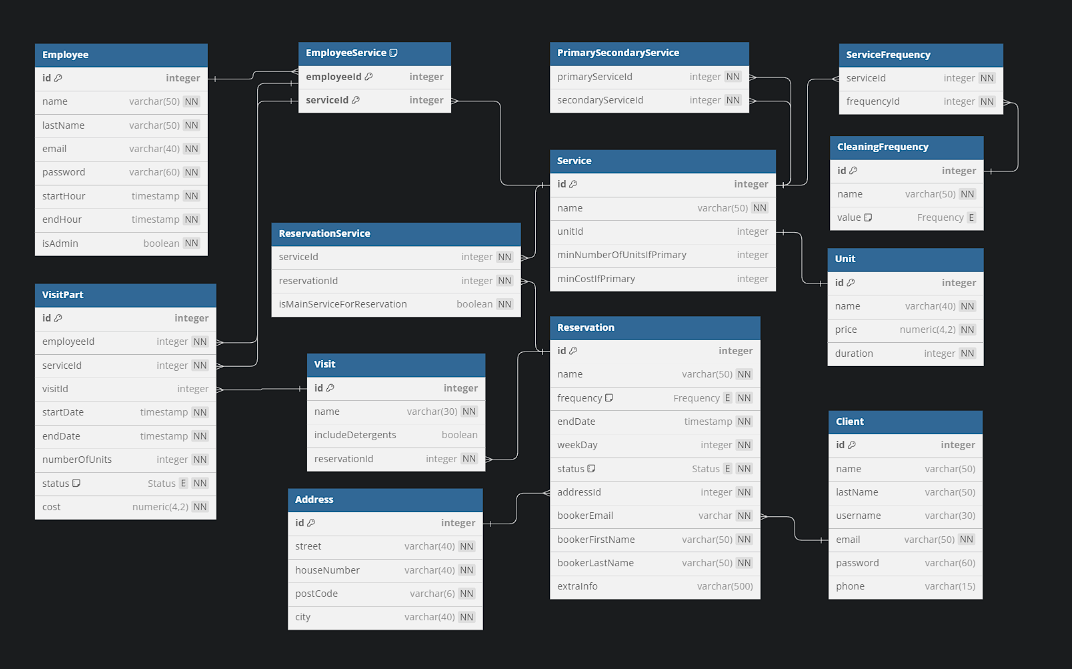 Employee
id integer
name varchar(50) NN
lastName varchar(50) NN
email varchar(40) NN
password varchar(60) NN
startHour timestamp NN
endHour timestamp NN
isAdmin boolean NN
EmployeeService
employeeId integer
serviceId integer
PrimarySecondaryService
primaryServiceId integer NN
secondaryServiceId integer NN
ServiceFrequency
serviceId integer NN
frequencyId integer NN
CleaningFrequency
id integer
name varchar(50) NN
value Frequency E
Service
id integer
name varchar(50) NN
unitId integer
minNumberOfUnitsIfPrimary integer
minCostIfPrimary integer
ReservationService
serviceId integer NN
reservationId integer NN
isMainServiceForReservation boolean NN
Unit
id integer
name varchar(40) NN
price numeric(4,2) NN
duration integer NN
VisitPart
id integer
employeeId integer NN
serviceId integer NN
visitId integer
startDate timestamp NN
endDate timestamp NN
numberOfUnits integer NN
status Status E NN
cost numeric(4,2) NN
Visit
id integer
name varchar(30) NN
includeDetergents boolean
reservationId integer NN
Reservation
id integer
name varchar(50) NN
frequency Frequency E NN
endDate timestamp NN
weekDay integer NN
status Status E NN
addressId integer NN
bookerEmail varchar NN
bookerFirstName varchar(50) NN
bookerLastName varchar(50) NN
extraInfo varchar(500)
Client
id integer
name varchar(50)
lastName varchar(50)
username varchar(30)
email varchar(50) NN
password varchar(60)
phone varchar(15)
Address
id integer
street varchar(40) NN
houseNumber varchar(40) NN
postCode varchar(6) NN
city varchar(40) NN